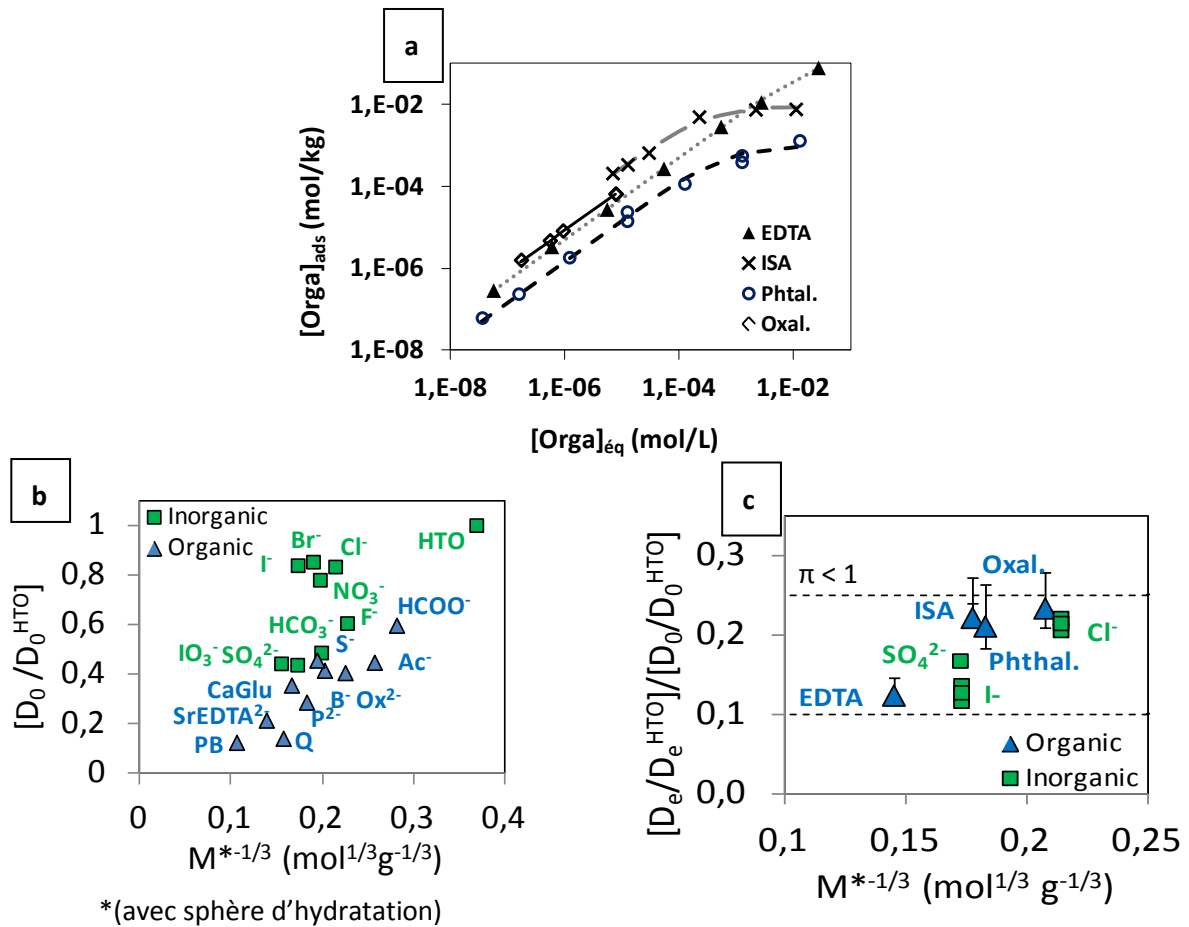 a
1,E-02
1,E-04
1,E-06
1,E-08
[Orga]ads (mol/kg)
EDTA
ISA
Phtal.
Oxal.
1,E-08 1,E-06 1,E-04 1,E-02
[Orga]éq (mol/L)
b
Inorganic
Organic
1
0,8
0,6
0,4
0,2
0
[D0 /D0HTO]
HTO
Br-
Cl-
I-
NO3-
F-
HCOO-
HCO3-
S-
IO3- SO42-
Ac-
CaGlu
B- Ox2-
SrEDTA2-
P2-
PB
Q
0 0,1 0,2 0,3 0,4
M*-1/3 (mol1/3g-1/3)
*(avec sphère d'hydratation)
c
0,3
0,2
0,1
0,0
[De/DeHTO]/[D0/D0HTO]
π < 1
Oxal.
ISA
Cl-
SO42-
Phthal.
EDTA
I-
Organic
Inorganic
0,1 0,15 0,2 0,25
M*-1/3 (mol1/3 g-1/3)